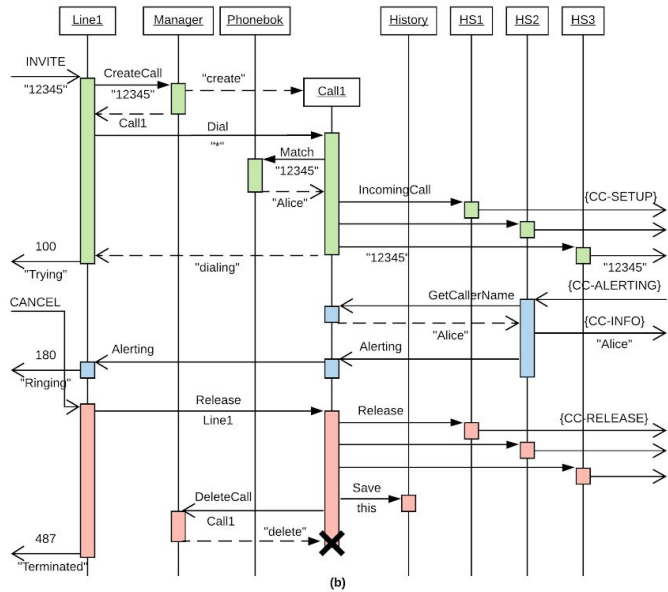 Line1
Manager
Phonebok
History
HS1
HS2
HS3
INVITE
"12345"
CreateCall
"12345"
"create"
Call1
Call1
Dial
"*"
Match
"12345"
"Alice"
IncomingCall
{CC-SETUP}
100
"Trying"
"dialing"
"12345"
"12345"
CANCEL
GetCallerName
{CC-ALERTING}
"Alice"
{CC-INFO}
"Alice"
Alerting
Alerting
180
"Ringing"
Release
Line1
Release
{CC-RELEASE}
Save
this
DeleteCall
Call1
"delete"
487
"Terminated"
(b)